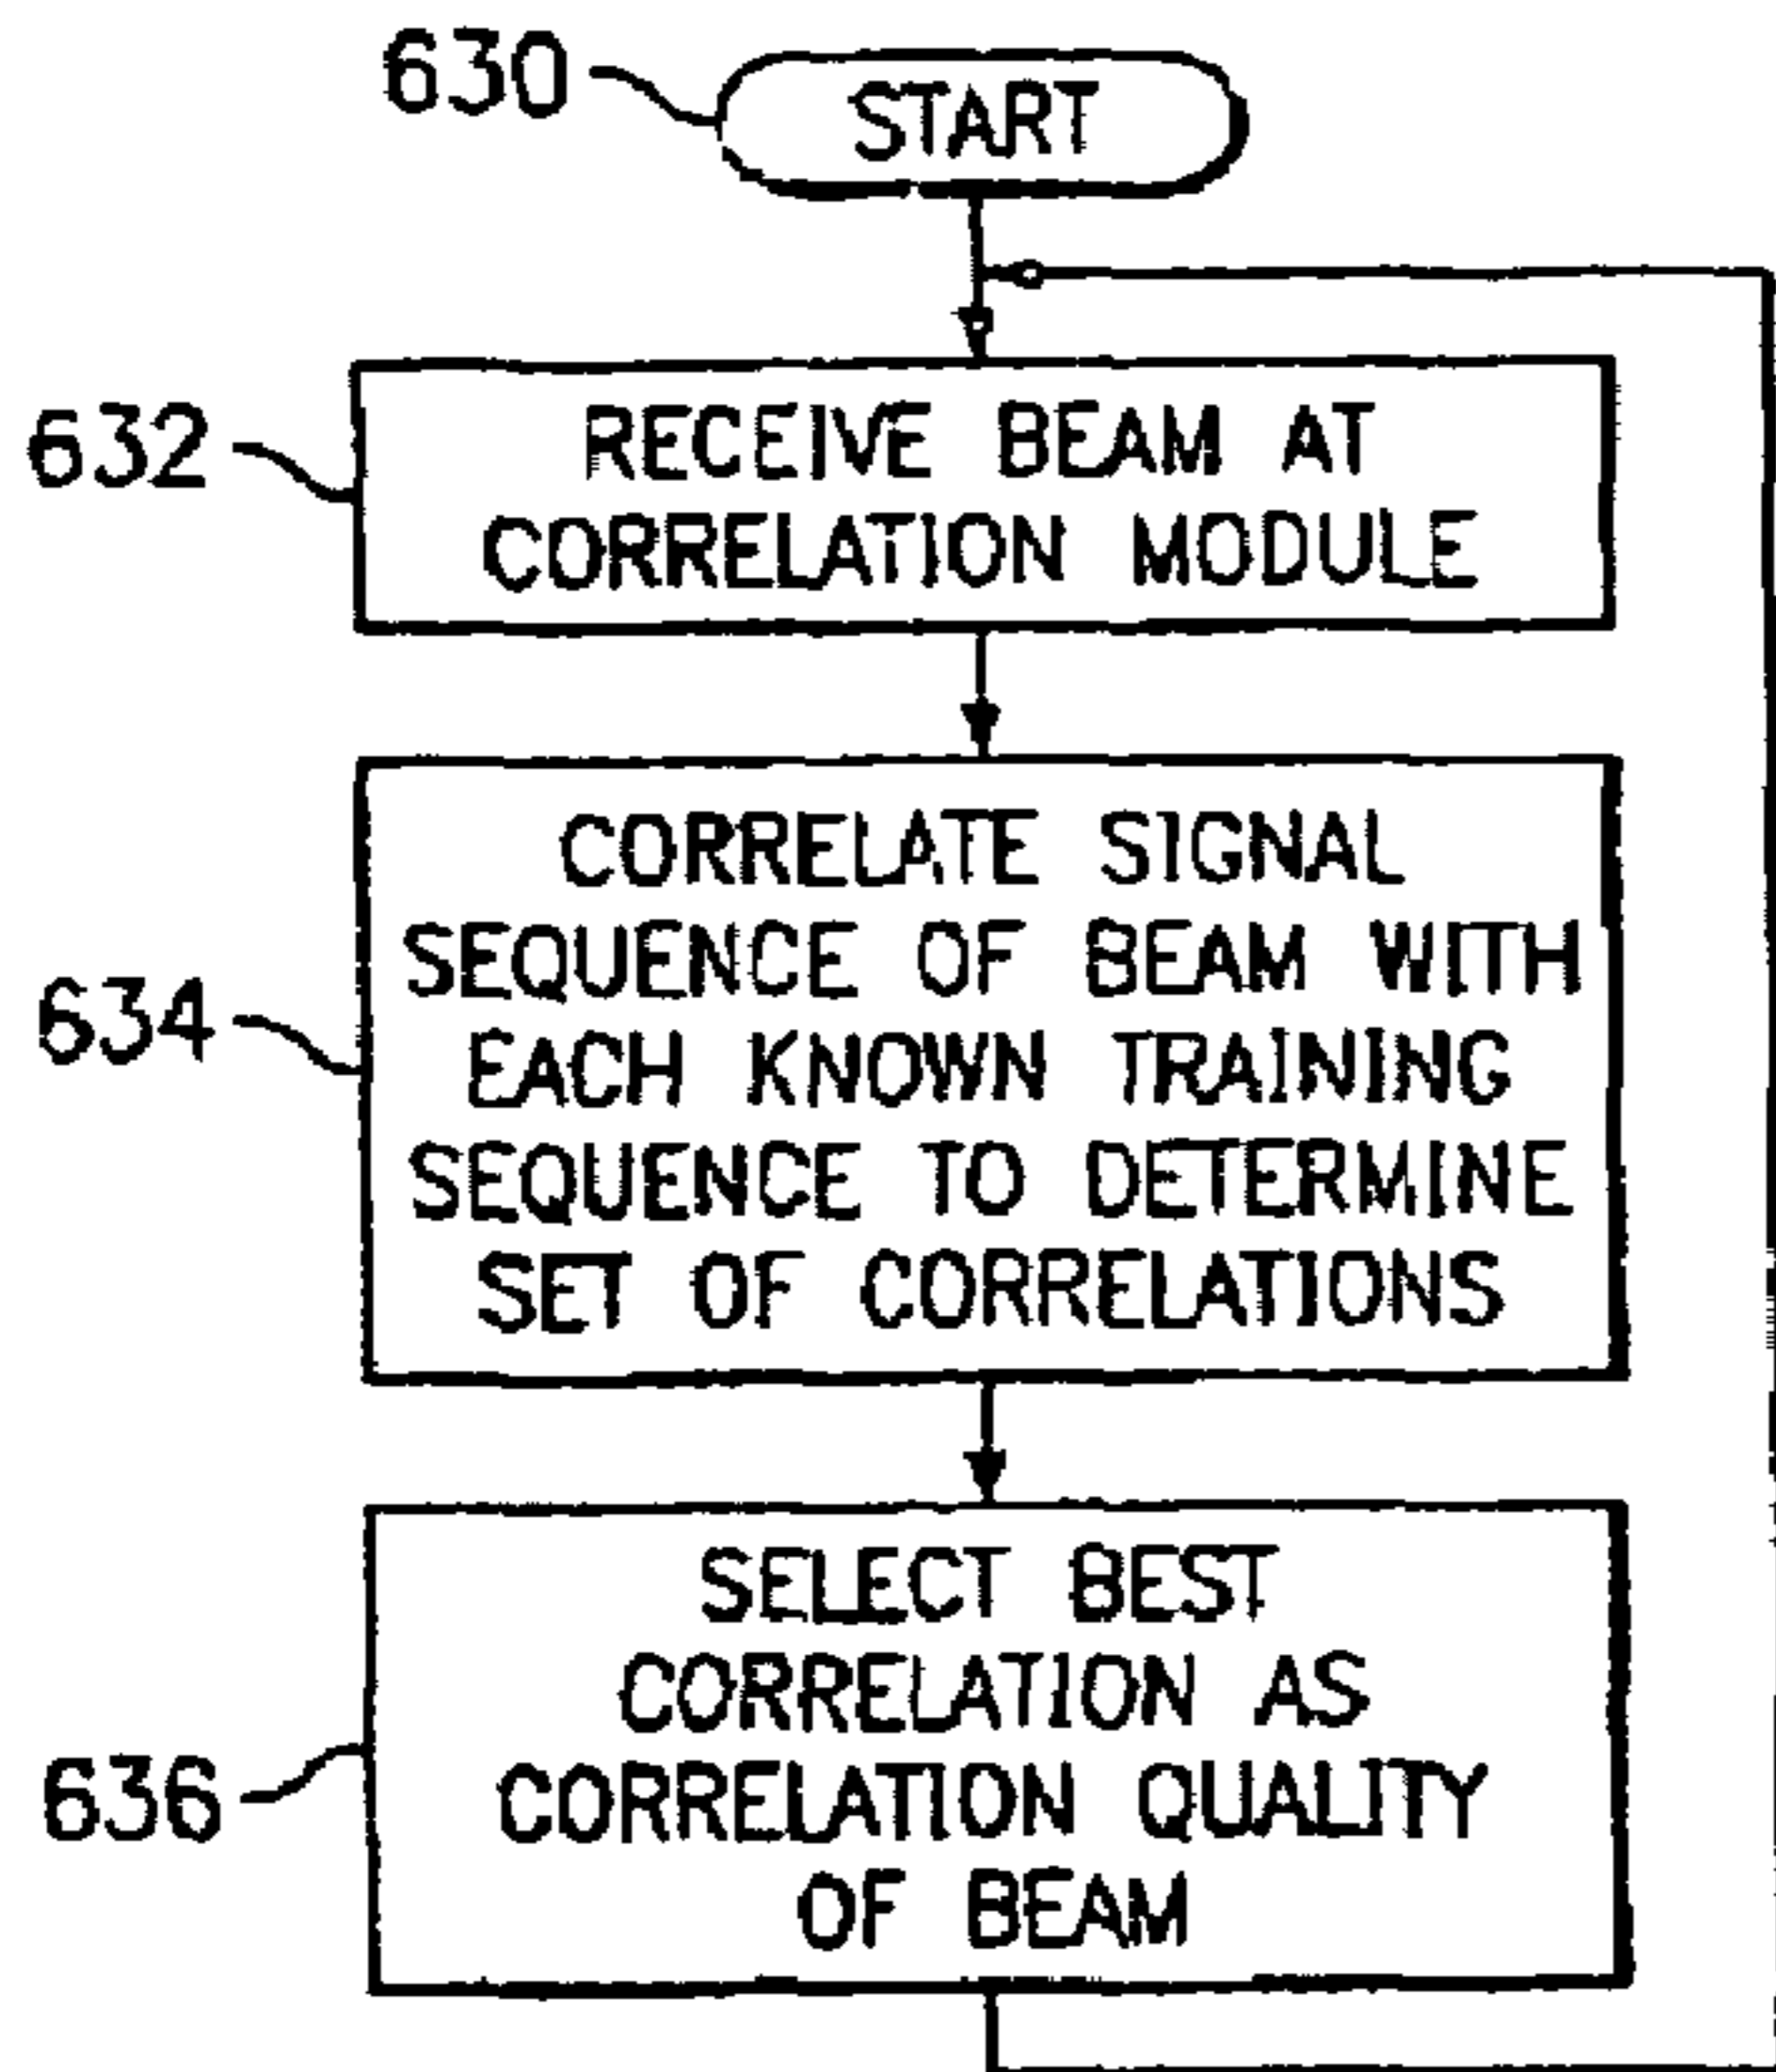 630
START
632
RECEIVE BEAM AT
CORRELATION MODULE
634
CORRELATE SIGNAL
SEQUENCE OF BEAM WITH
EACH KNOWN TRAINING
SEQUENCE TO DETERMINE
SET OF CORRELATIONS
636
SELECT BEST
CORRELATION AS
CORRELATION QUALITY
OF BEAM